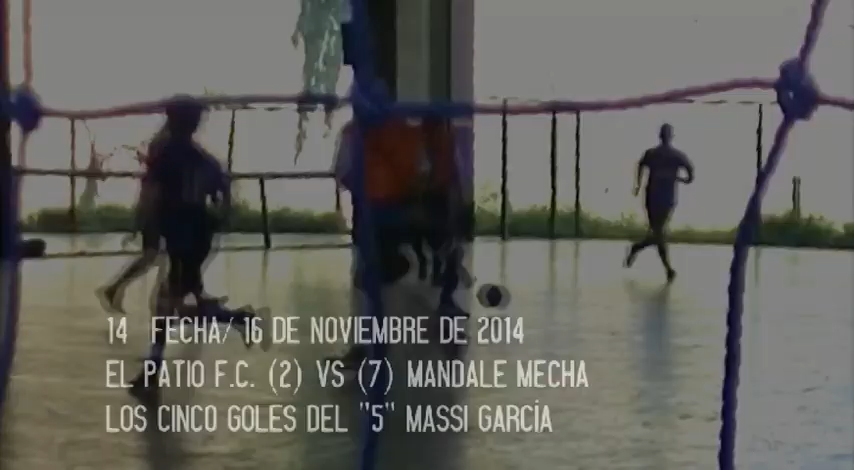 14 FECHA/ 16 DE NOVIEMBRE DE 2014
EL PATIO F.C. (2) VS (7) MANDALE MECHA
LOS CINCO GOLES DEL "5" MASSI GARCÍA